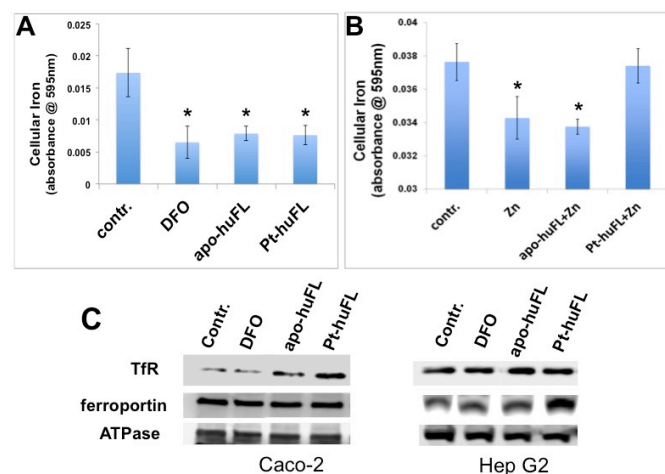 A
Cellular Iron
(absorbance @ 595nm)
0.025
0.02
0.015
0.01
0.005
0
* * *
contr.
DFO
apo-huFL
Pt-huFL
B
Cellular Iron
(absorbance @ 595nm)
0.04
0.038
0.036
0.034
0.032
0.03
* *
contr.
Zn
apo-huFL+Zn
Pt-huFL+Zn
C
Contr. DFO apo-huFL Pt-huFL
Contr. DFO apo-huFL Pt-huFL
TfR
ferroportin
ATPase
Caco-2
Hep G2